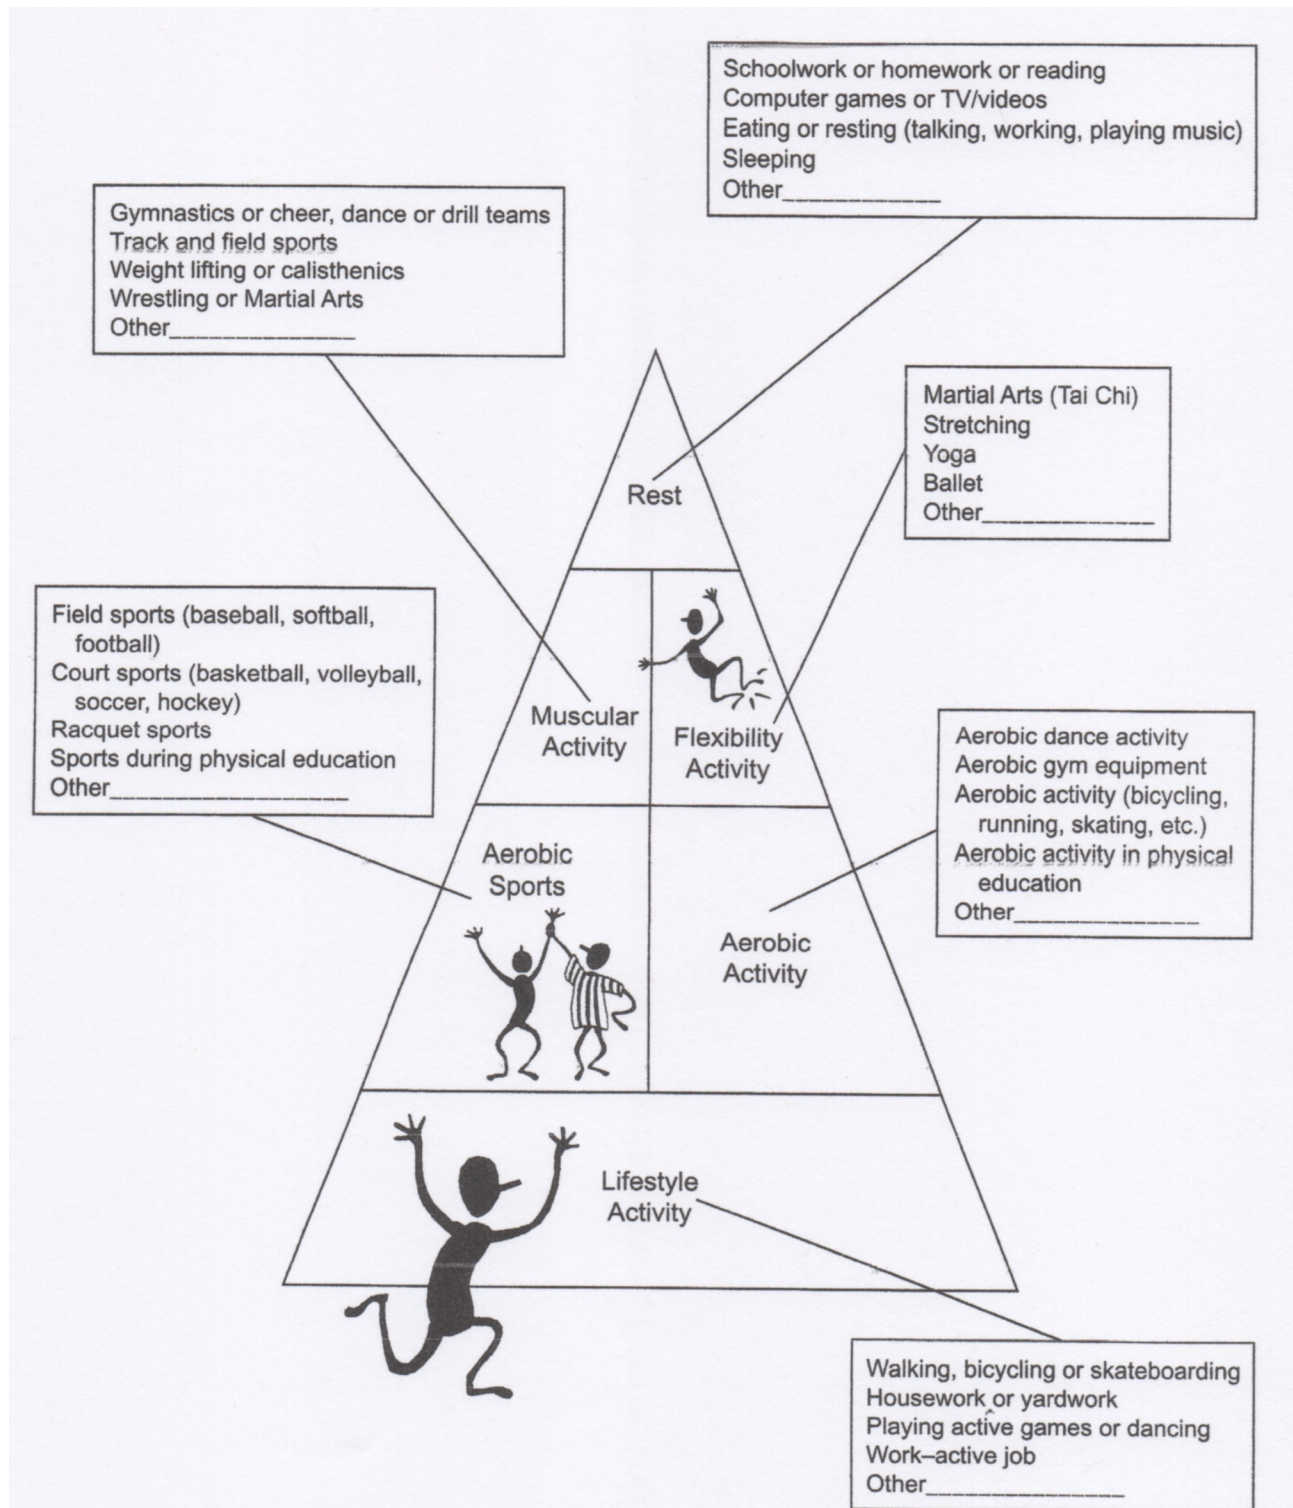 Schoolwork or homework or reading
Computer games or TV/videos
Eating or resting (talking, working, playing music)
Sleeping
Other____________
Gymnastics or cheer, dance or drill teams
Track and field sports
Weight lifting or calisthenics
Wrestling or Martial Arts
Other______________
Martial Arts (Tai Chi)
Stretching
Yoga
Ballet
Other_____________
Rest
Field sports (baseball, softball,
football)
Court sports (basketball, volleyball,
soccer, hockey)
Racquet sports
Sports during physical education
Other__________________
Muscular
Activity
Flexibility
Activity
Aerobic dance activity
Aerobic gym equipment
Aerobic activity (bicycling,
running, skating, etc.)
Aerobic activity in physical
education
Other______________
Aerobic
Sports
Aerobic
Activity
Lifestyle
Activity
Walking, bicycling or skateboarding
Housework or yardwork
Playing active games or dancing
Work–active job
Other_______________